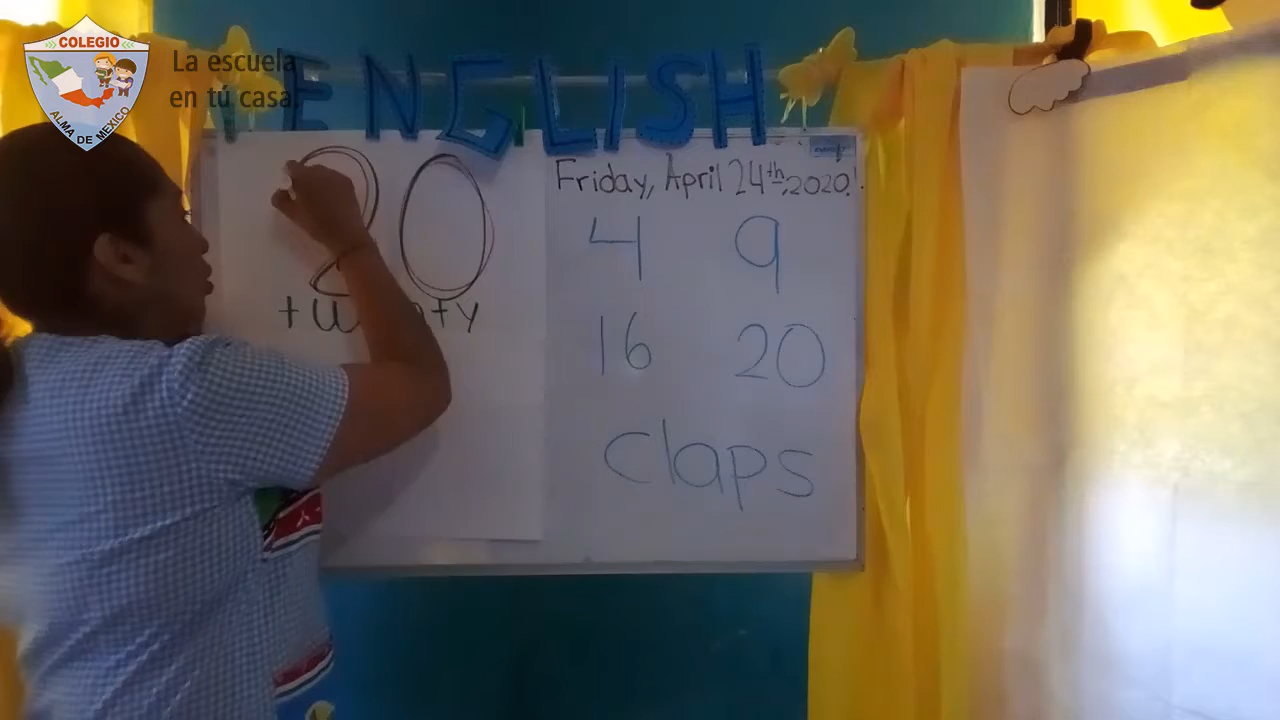 COLEGIO
ALMA DE MEXICO
La escuela
en tú casa.
ENGLISH
20
Friday, April 24th, 2020!.
4 9
16 20
claps